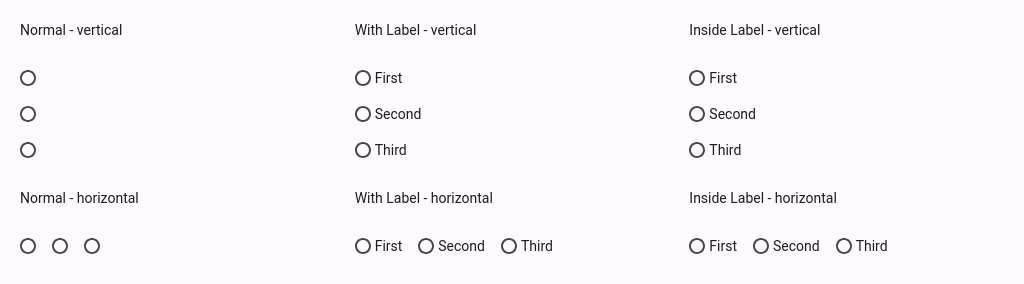 Normal - vertical
With Label - vertical
First
Second
Third
Inside Label - vertical
First
Second
Third
Normal - horizontal
With Label - horizontal
First Second Third
Inside Label - horizontal
First Second Third